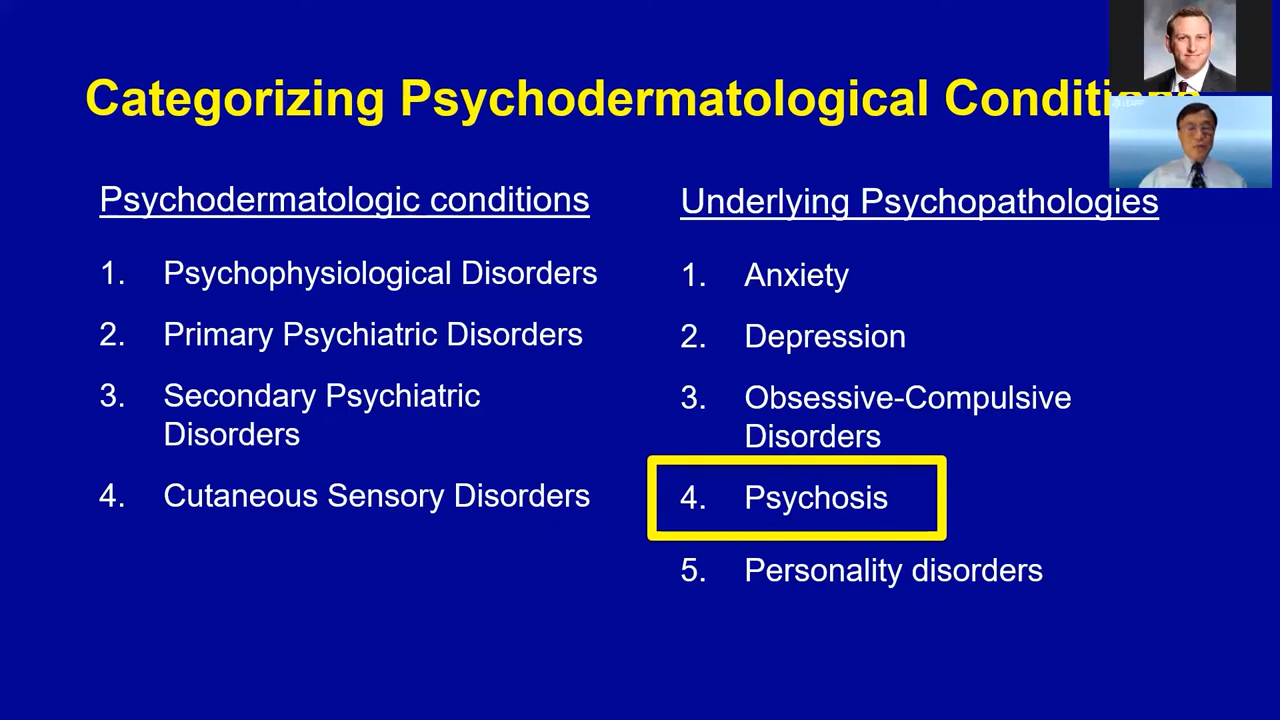 Categorizing Psychodermatological
Psychodermatologic conditions
1. Psychophysiological Disorders
2. Primary Psychiatric Disorders
3. Secondary Psychiatric
Disorders
4. Cutaneous Sensory Disorders
Underlying Psychopathologies
1. Anxiety
2. Depression
3. Obsessive-Compulsive
Disorders
4. Psychosis
5. Personality disorders